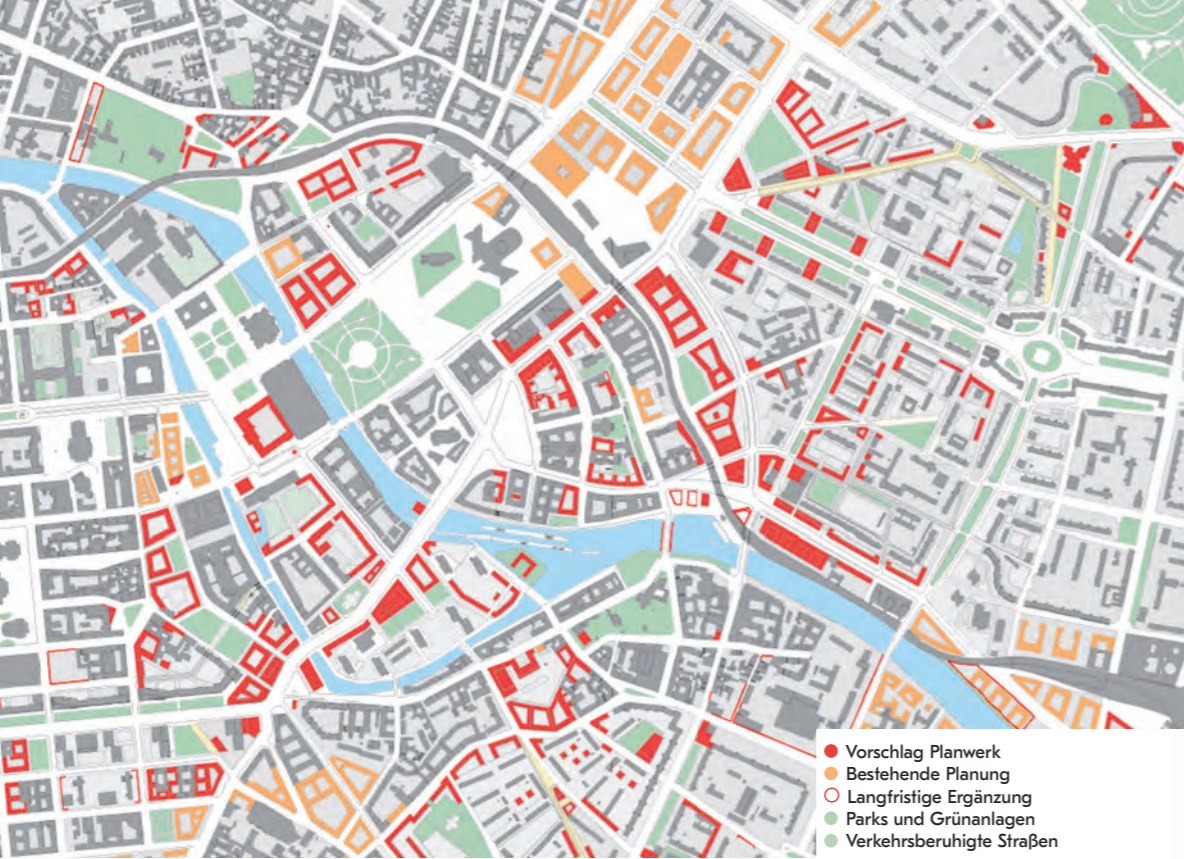 Vorschlag Planwerk
Bestehende Planung
Langfristige Ergänzung
Parks und Grünanlagen
Verkehrsberuhigte Straßen